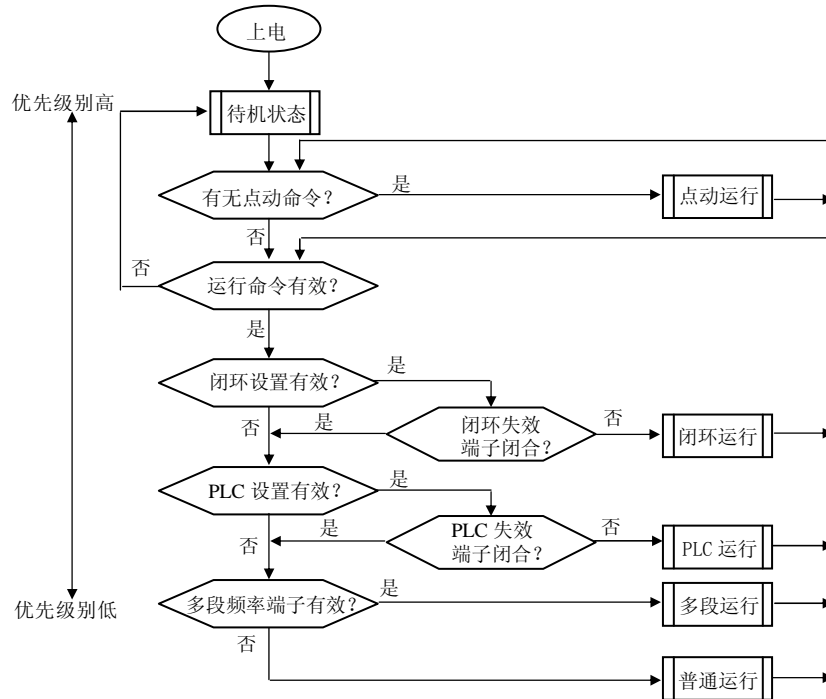 上电
优先级别高
待机状态
有无点动命令？
是
点动运行
否
否
运行命令有效？
是
闭环设置有效？
是
否
是
闭环失效
端子闭合？
否
闭环运行
PLC 设置有效？
是
否
是
PLC 失效
端子闭合？
否
PLC 运行
优先级别低
多段频率端子有效？
是
多段运行
否
普通运行